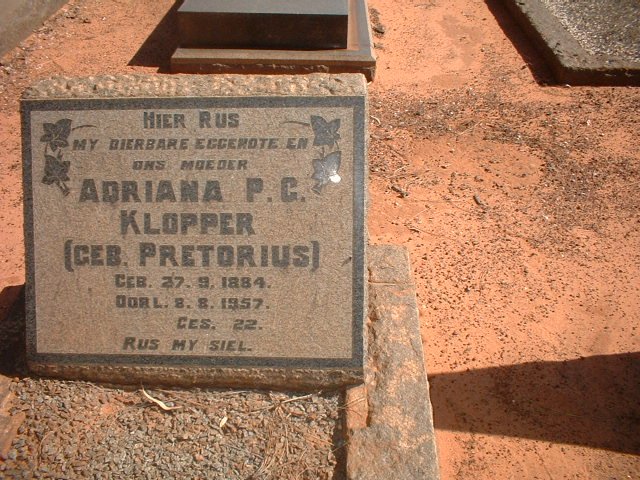 HIER RUS
MY DIERBARE EGGENOTE EN
ONS MOEDER
ADRIANA P. G.
KLOPPER
(GEB. PRETORIUS)
GEB. 27. 9. 1884.
OORL. 8. 8. 1957.
GES. 22.
RUS MY SIEL.